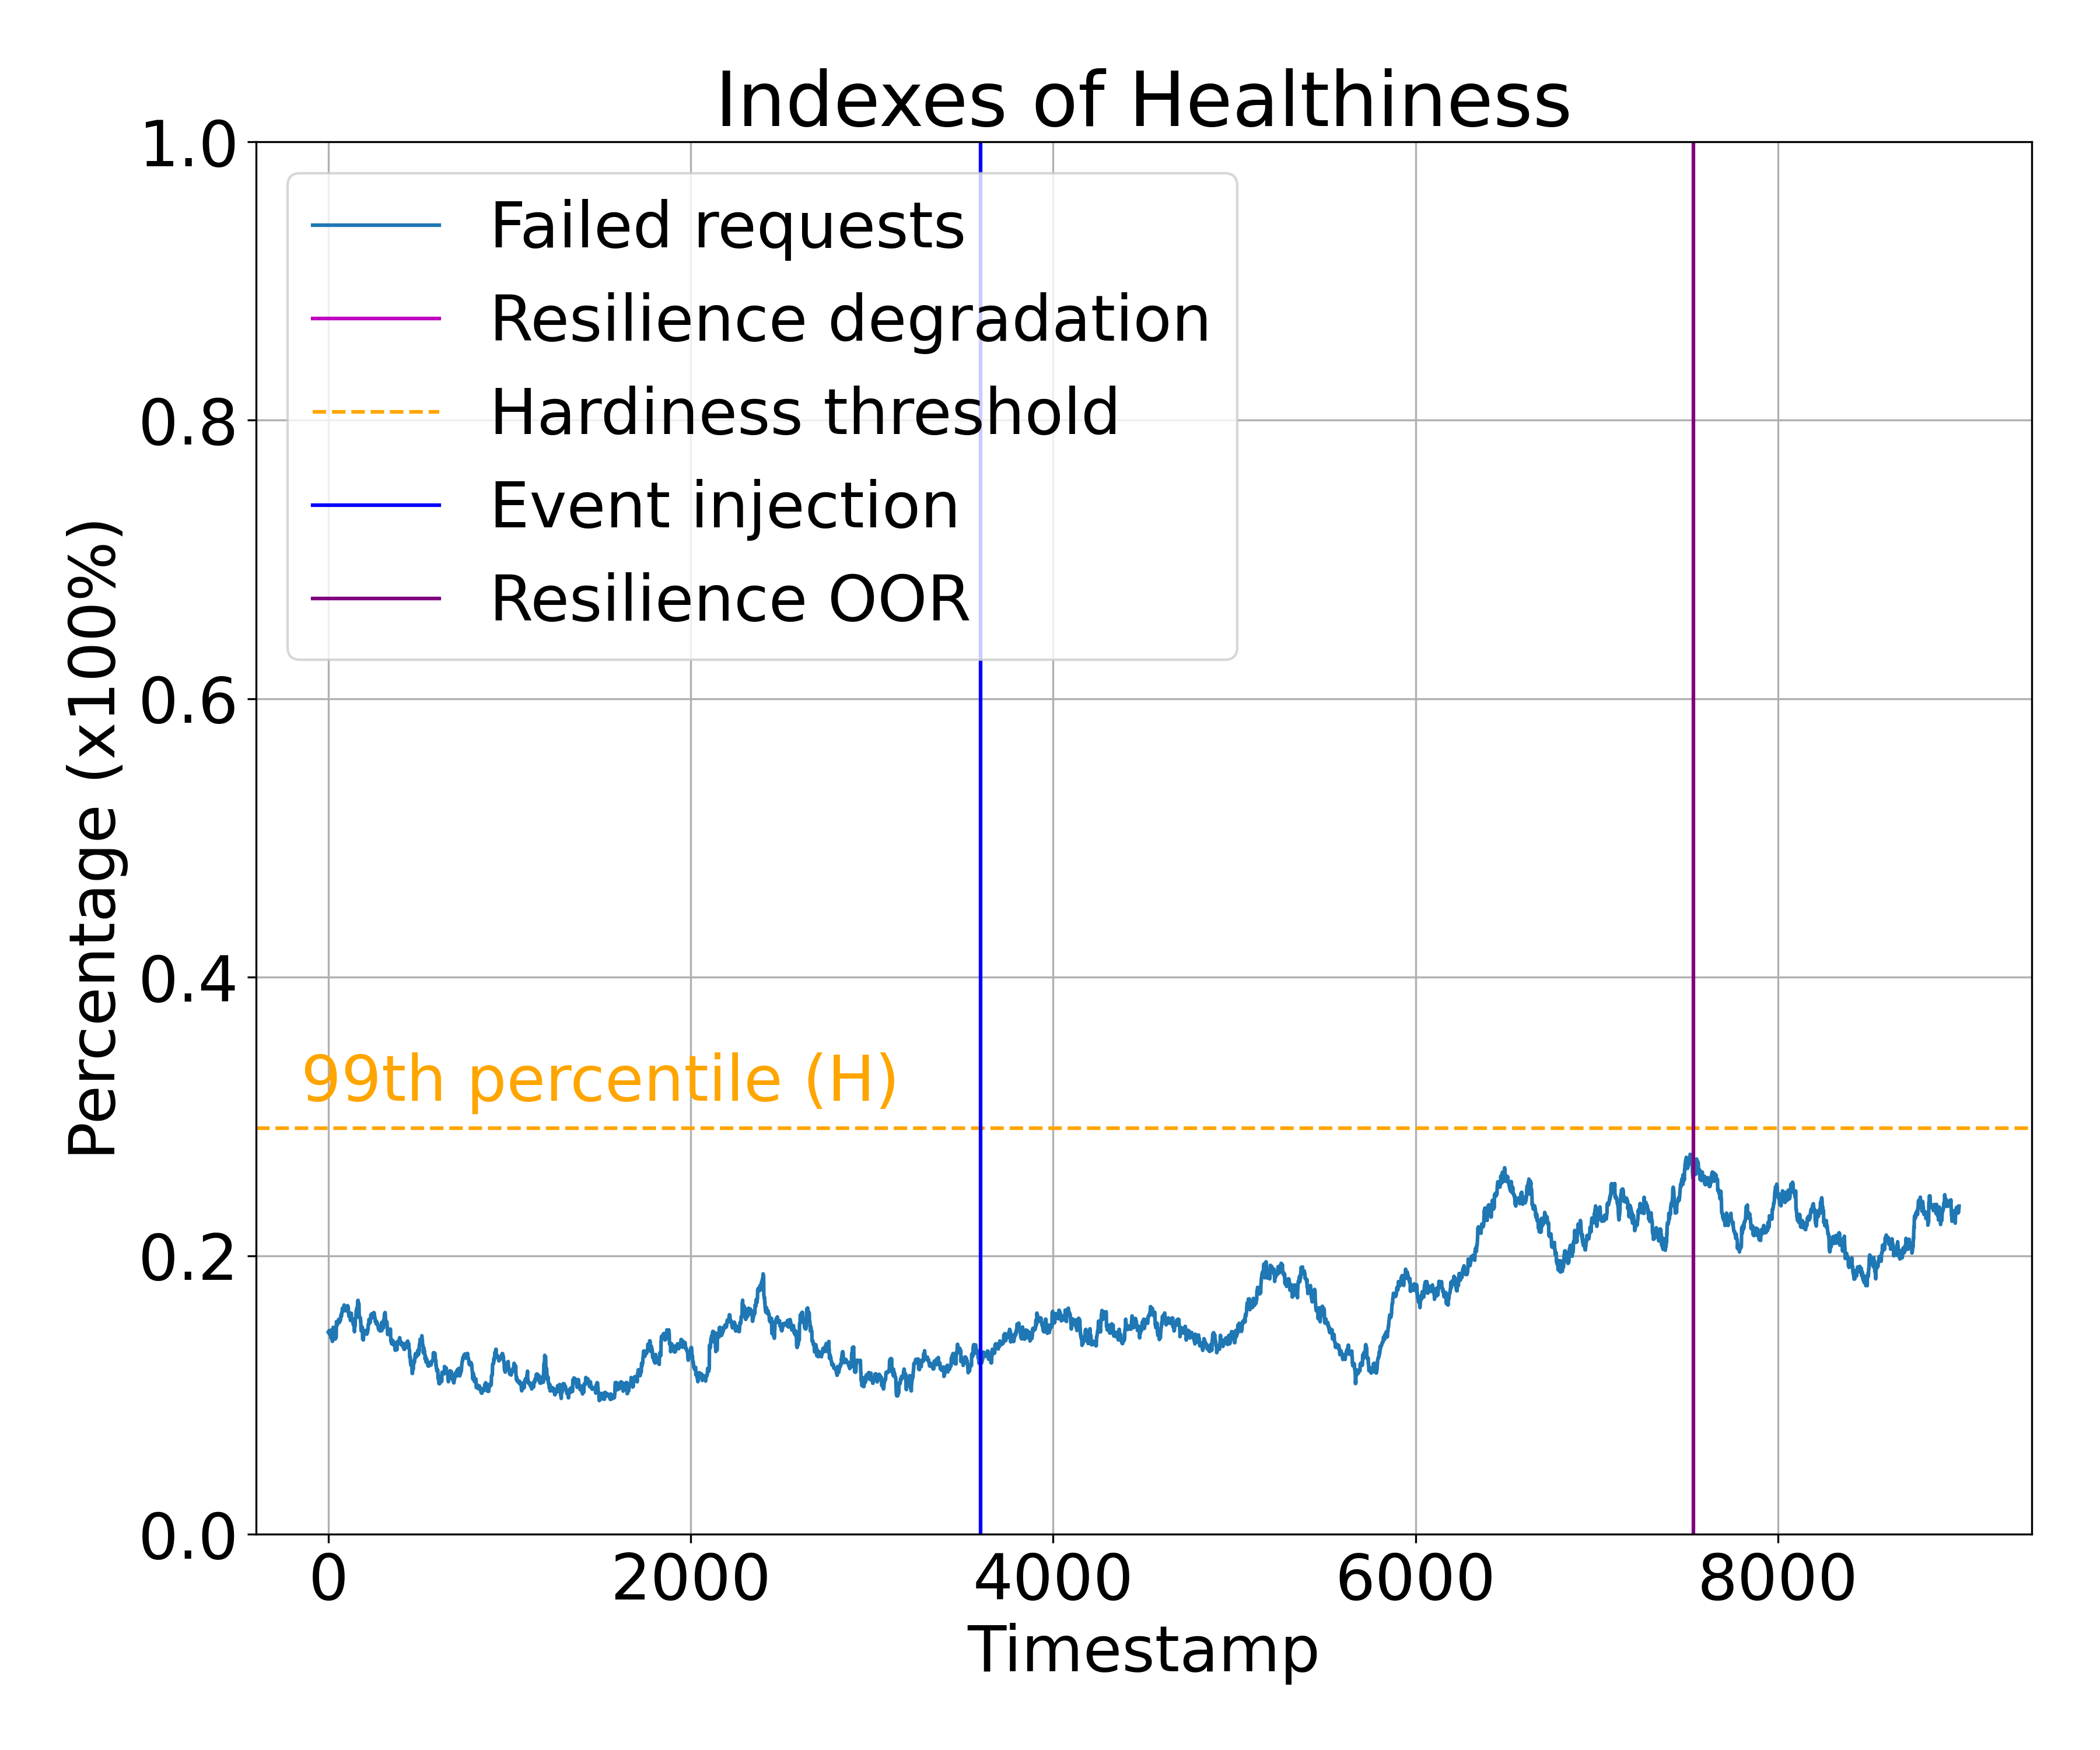 Indexes of Healthiness
Percentage (x100%)
1.0
0.8
0.6
0.4
0.2
0.0
Failed requests
Resilience degradation
Hardiness threshold
Event injection
Resilience OOR
99th percentile (H)
0 2000 4000 6000 8000
Timestamp